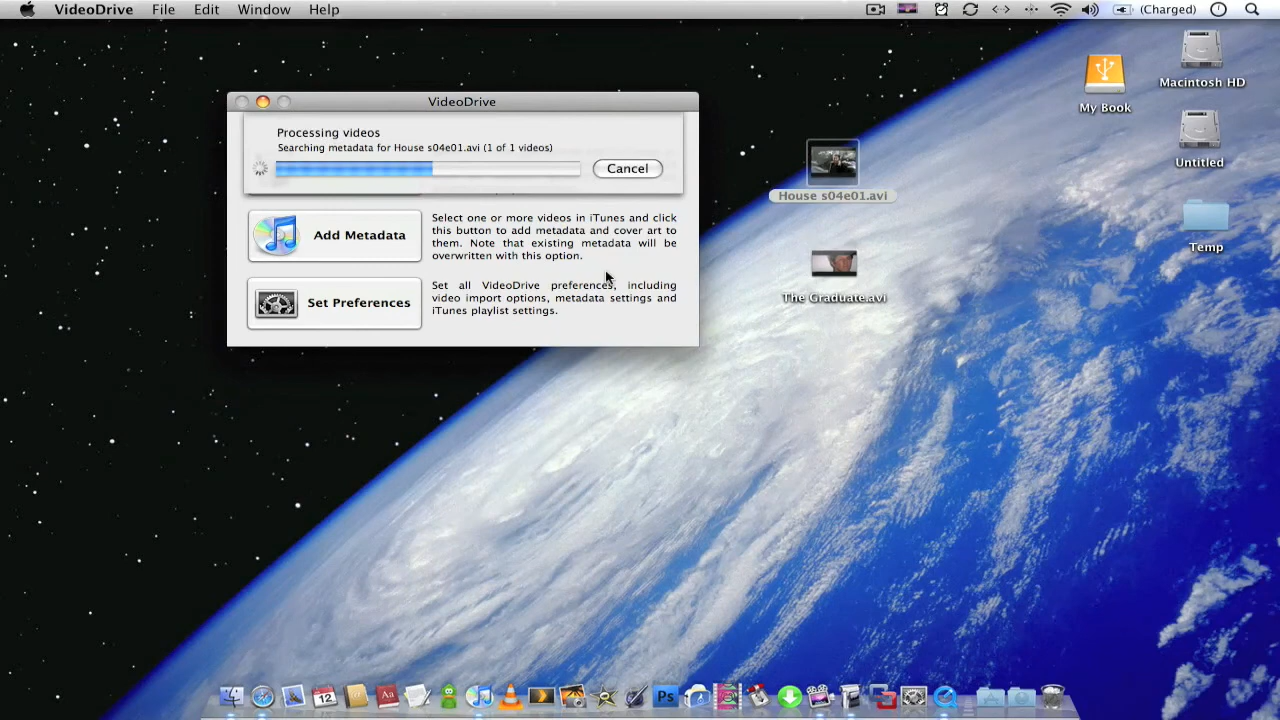 VideoDrive File Edit Window Help
(Charged)
VideoDrive
Processing videos
Searching metadata for House s04e01.avi (1 of 1 videos)
Cancel
Add Metadata
Select one or more videos in iTunes and click
this button to add metadata and cover art to
them. Note that existing metadata will be
overwritten with this option.
Set Preferences
Set all VideoDrive preferences, including
video import options, metadata settings and
iTunes playlist settings.
House s04e01.avi
The Graduate.avi
My Book
Macintosh HD
Untitled
Temp
12
Aa
Ps